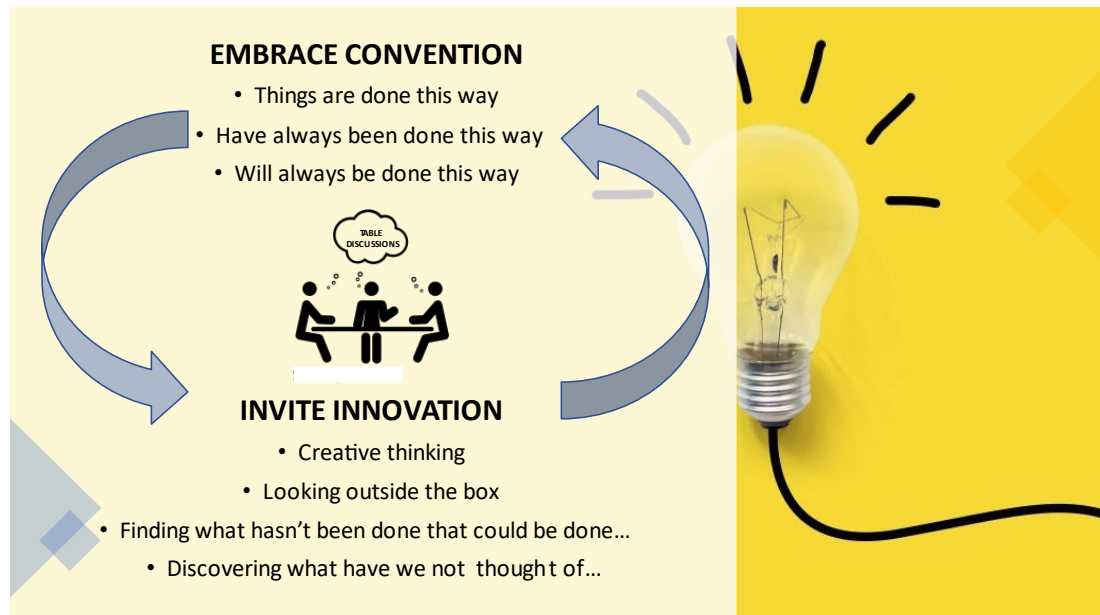 EMBRACE CONVENTION
• Things are done this way
• Have always been done this way
• Will always be done this way
TABLE
DISCUSSIONS
INVITE INNOVATION
• Creative thinking
• Looking outside the box
• Finding what hasn’t been done that could be done…
• Discovering what have we not thought of…